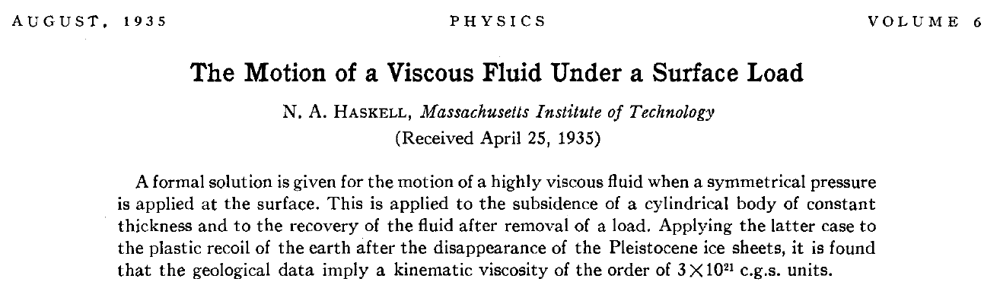 AUGUST, 1935 PHYSICS VOLUME 6
The Motion of a Viscous Fluid Under a Surface Load
N. A. HASKELL, Massachusetts Institute of Technology
(Received April 25, 1935)
A formal solution is given for the motion of a highly viscous fluid when a symmetrical pressure
is applied at the surface. This is applied to the subsidence of a cylindrical body of constant
thickness and to the recovery of the fluid after removal of a load. Applying the latter case to
the plastic recoil of the earth after the disappearance of the Pleistocene ice sheets, it is found
that the geological data imply a kinematic viscosity of the order of 3×10²¹ c.g.s. units.